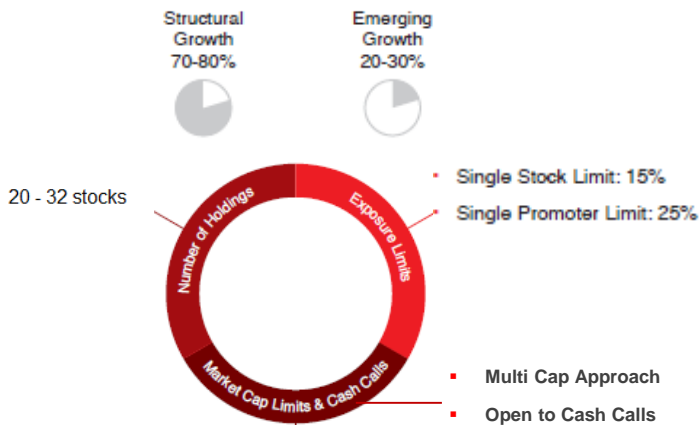 Structural
Growth
70-80%
Emerging
Growth
20-30%
20 - 32 stocks
Number of Holdings
Exposure Limits
Single Stock Limit: 15%
Single Promoter Limit: 25%
Market Cap Limits & Cash Calls
Multi Cap Approach
Open to Cash Calls